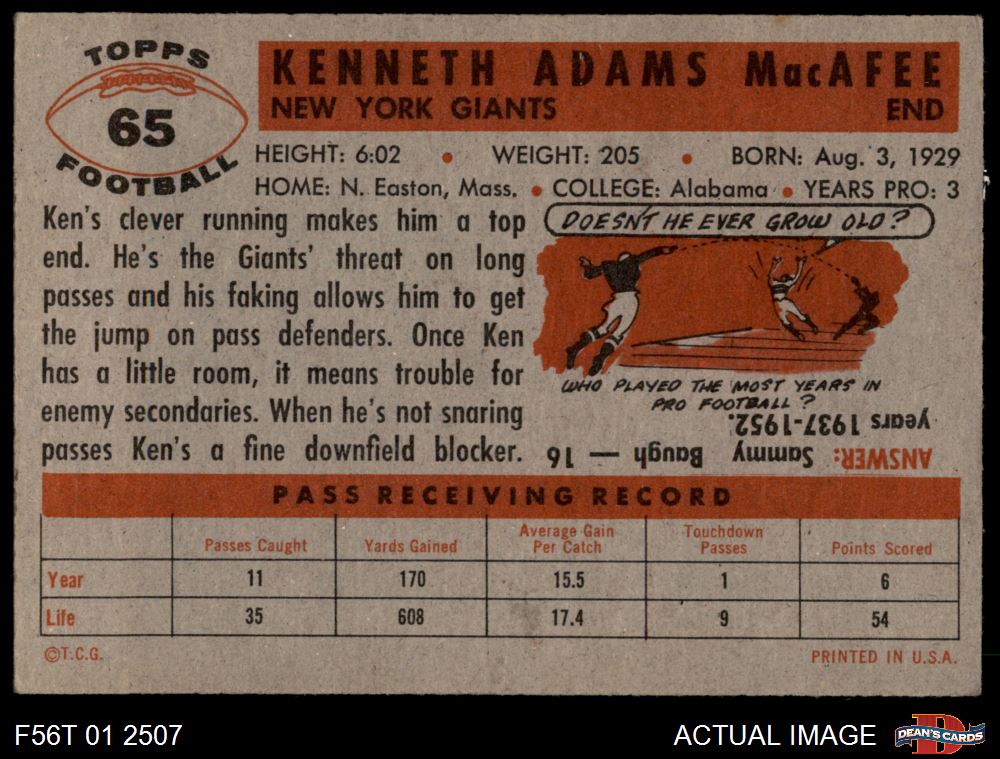 TOPPS
65
FOOTBALL
KENNETH ADAMS MacAFEE
NEW YORK GIANTS END
HEIGHT: 6:02 • WEIGHT: 205 • BORN: Aug. 3, 1929
HOME: N. Easton, Mass. • COLLEGE: Alabama • YEARS PRO: 3
Ken's clever running makes him a top
end. He's the Giants' threat on long
passes and his faking allows him to get
the jump on pass defenders. Once Ken
has a little room, it means trouble for
enemy secondaries. When he's not snaring
passes Ken's a fine downfield blocker.
DOESN'T HE EVER GROW OLD?
WHO PLAYED THE MOST YEARS IN
PRO FOOTBALL?
ANSWER: Sammy Baugh — 16
years 1937-1952.
PASS RECEIVING RECORD
Passes Caught Yards Gained Average Gain Per Catch Touchdown Passes Points Scored
Year 11 170 15.5 1 6
Life 35 608 17.4 9 54
©T.C.G. PRINTED IN U.S.A.
F56T 01 2507 ACTUAL IMAGE DEAN'S CARDS